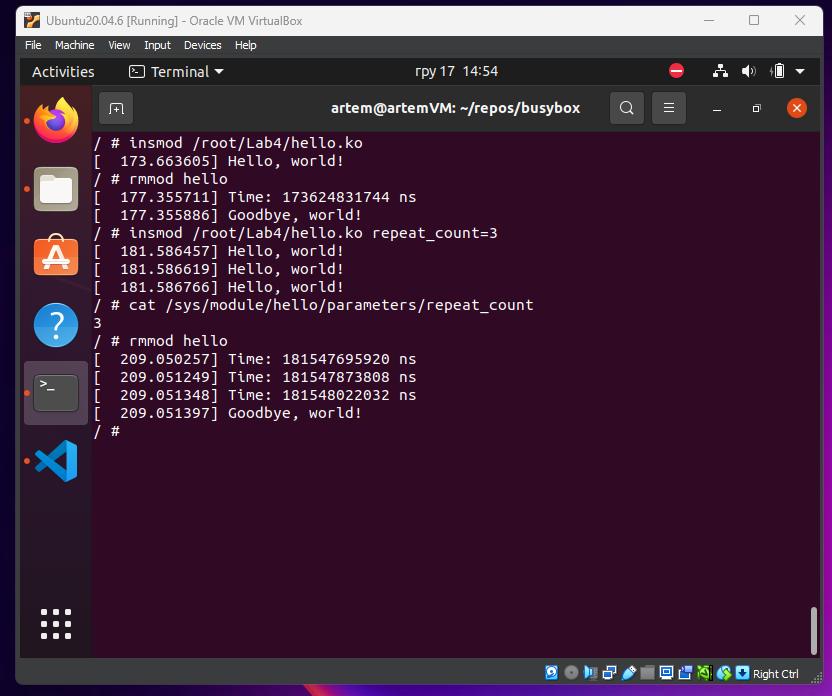 Ubuntu20.04.6 [Running] - Oracle VM VirtualBox
File Machine View Input Devices Help
Activities Terminal гру 17 14:54
artem@artemVM: ~/repos/busybox
/ # insmod /root/Lab4/hello.ko
[  173.663605] Hello, world!
/ # rmmod hello
[  177.355711] Time: 173624831744 ns
[  177.355886] Goodbye, world!
/ # insmod /root/Lab4/hello.ko repeat_count=3
[  181.586457] Hello, world!
[  181.586619] Hello, world!
[  181.586766] Hello, world!
/ # cat /sys/module/hello/parameters/repeat_count
3
/ # rmmod hello
[  209.050257] Time: 181547695920 ns
[  209.051249] Time: 181547873808 ns
[  209.051348] Time: 181548022032 ns
[  209.051397] Goodbye, world!
/ #
Right Ctrl